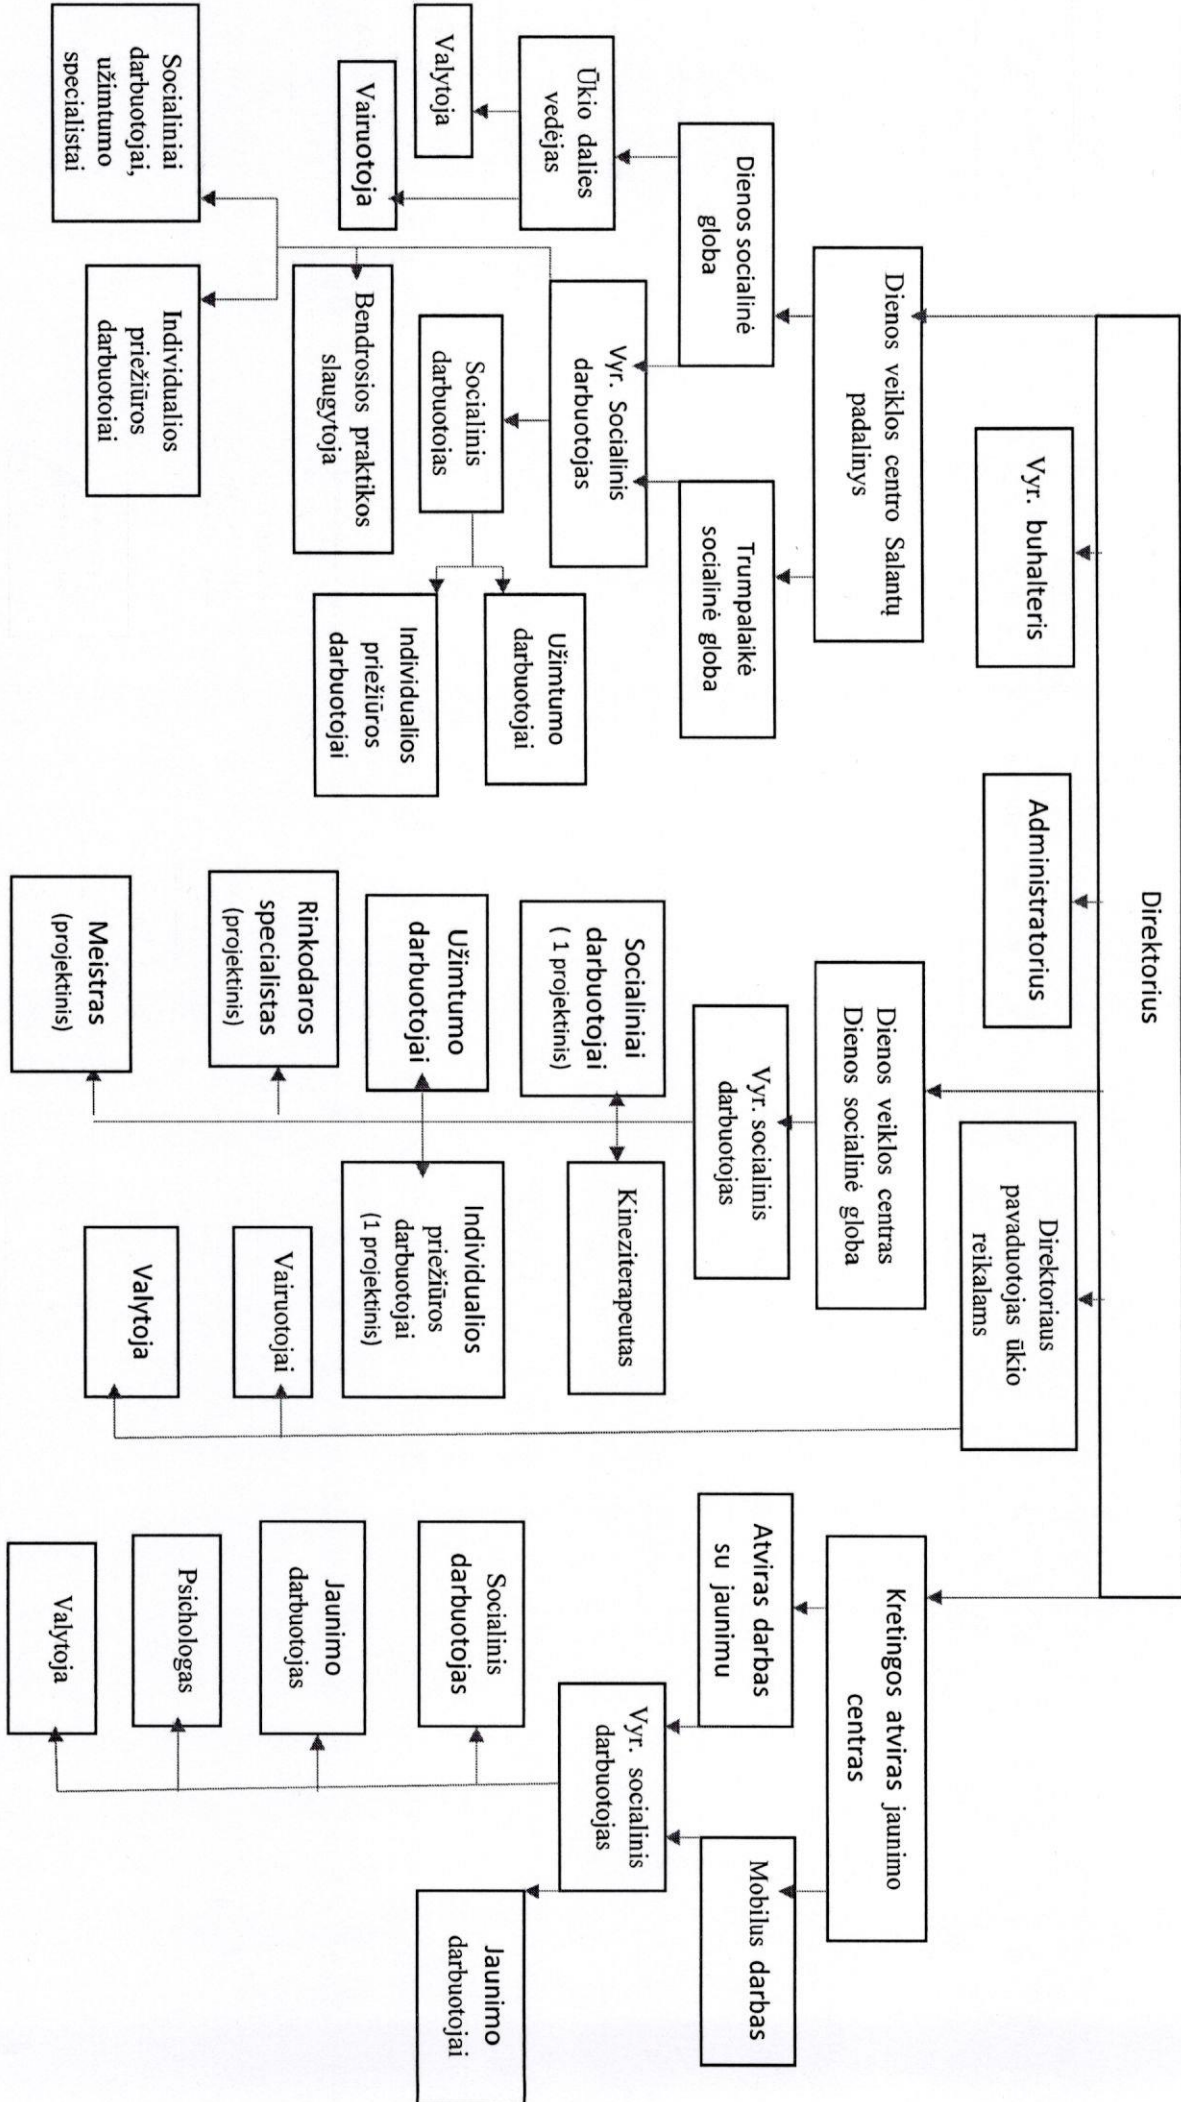 Direktorius
Vyr. buhalteris
Administratorius
Direktoriaus
pavaduotojas ūkio
reikalams
Dienos veiklos centro Salantų
padalinys
Dienos veiklos centras
Dienos socialinė globa
Kretingos atviras jaunimo
centras
Dienos socialinė
globa
Trumpalaikė
socialinė globa
Vyr. socialinis
darbuotojas
Atviras darbas
su jaunimu
Mobilus darbas
Ūkio dalies
vedėjas
Vyr. Socialinis
darbuotojas
Socialiniai
darbuotojai
( 1 projektinis)
Kineziterapeutas
Vyr. socialinis
darbuotojas
Valytoja
Vairuotoja
Socialinis
darbuotojas
Užimtumo
darbuotojai
Užimtumo
darbuotojai
Individualios
priežiūros
darbuotojai
(1 projektinis)
Socialinis
darbuotojas
Jaunimo
darbuotojai
Bendrosios praktikos
slaugytoja
Individualios
priežiūros
darbuotojai
Rinkodaros
specialistas
(projektinis)
Vairuotojai
Jaunimo
darbuotojas
Socialiniai
darbuotojai,
užimtumo
specialistai
Individualios
priežiūros
darbuotoiai
Meistras
(projektinis)
Valytoja
Psichologas
Valytoja